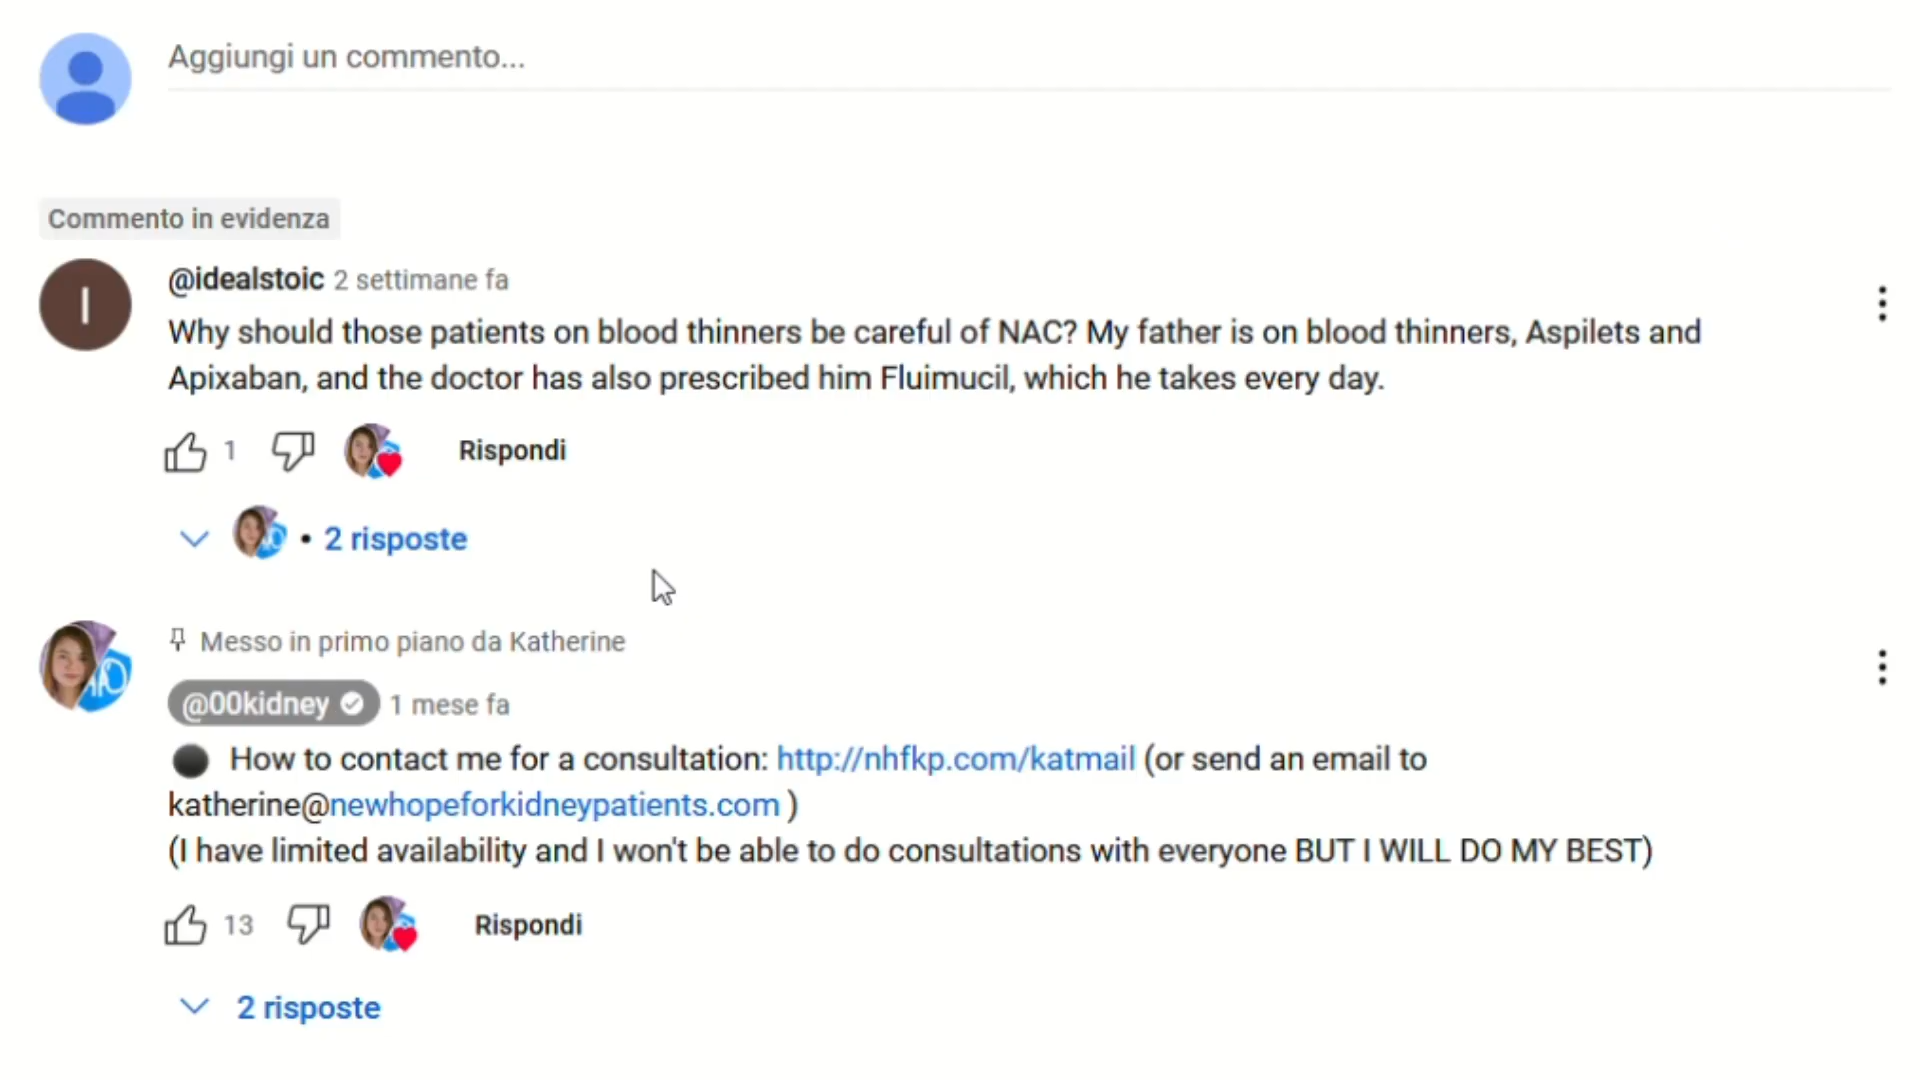 Aggiungi un commento...
Commento in evidenza
I
@idealstoic 2 settimane fa
Why should those patients on blood thinners be careful of NAC? My father is on blood thinners, Aspilets and
Apixaban, and the doctor has also prescribed him Fluimucil, which he takes every day.
1 Rispondi
• 2 risposte
Messo in primo piano da Katherine
@00kidney 1 mese fa
How to contact me for a consultation: http://nhfkp.com/katmail (or send an email to
katherine@newhopeforkidneypatients.com )
(I have limited availability and I won't be able to do consultations with everyone BUT I WILL DO MY BEST)
13 Rispondi
2 risposte